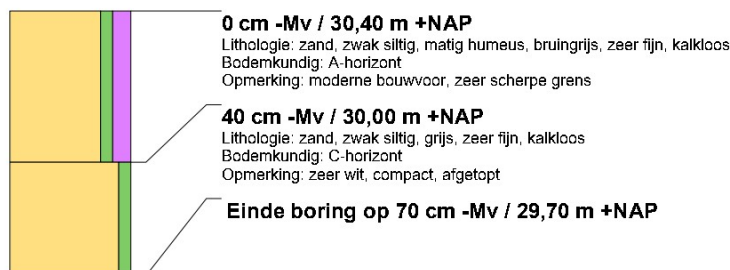 0 cm -Mv / 30,40 m +NAP
Lithologie: zand, zwak siltig, matig humeus, bruingrijs, zeer fijn, kalkloos
Bodemkundig: A-horizont
Opmerking: moderne bouwvoor, zeer scherpe grens
40 cm -Mv / 30,00 m +NAP
Lithologie: zand, zwak siltig, grijs, zeer fijn, kalkloos
Bodemkundig: C-horizont
Opmerking: zeer wit, compact, afgetopt
Einde boring op 70 cm -Mv / 29,70 m +NAP